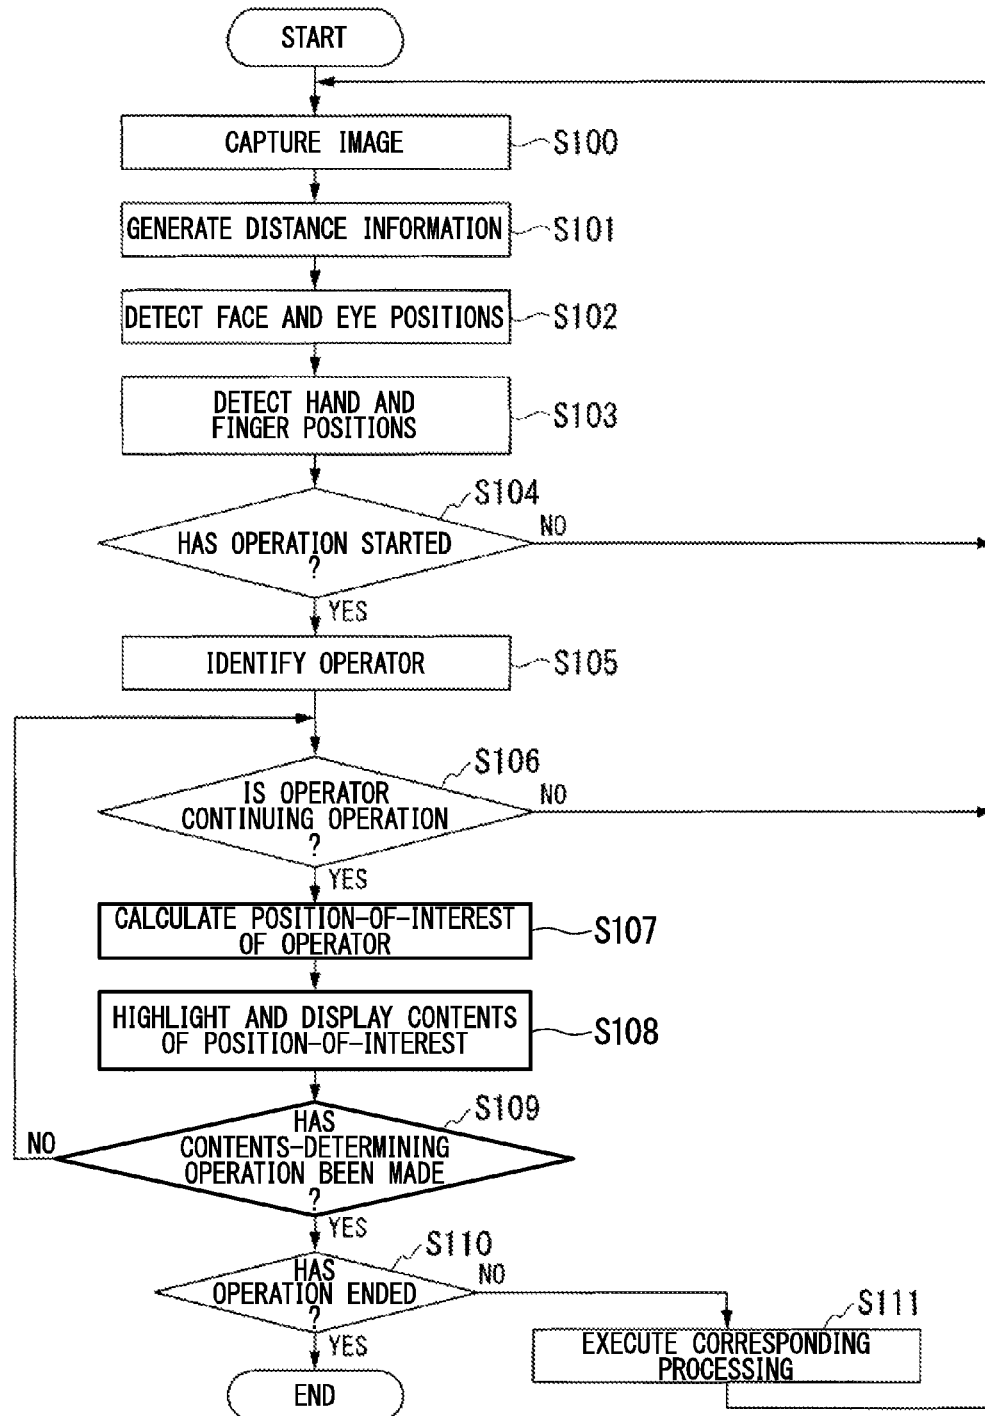 START
CAPTURE IMAGE
S100
GENERATE DISTANCE INFORMATION
S101
DETECT FACE AND EYE POSITIONS
S102
DETECT HAND AND
FINGER POSITIONS
S103
S104
HAS OPERATION STARTED
?
NO
YES
IDENTIFY OPERATOR
S105
S106
IS OPERATOR
CONTINUING OPERATION
?
NO
YES
CALCULATE POSITION-OF-INTEREST
OF OPERATOR
S107
HIGHLIGHT AND DISPLAY CONTENTS
OF POSITION-OF-INTEREST
S108
S109
HAS
CONTENTS-DETERMINING
OPERATION BEEN MADE
?
NO
YES
S110
HAS
OPERATION ENDED
?
NO
YES
S111
EXECUTE CORRESPONDING
PROCESSING
END